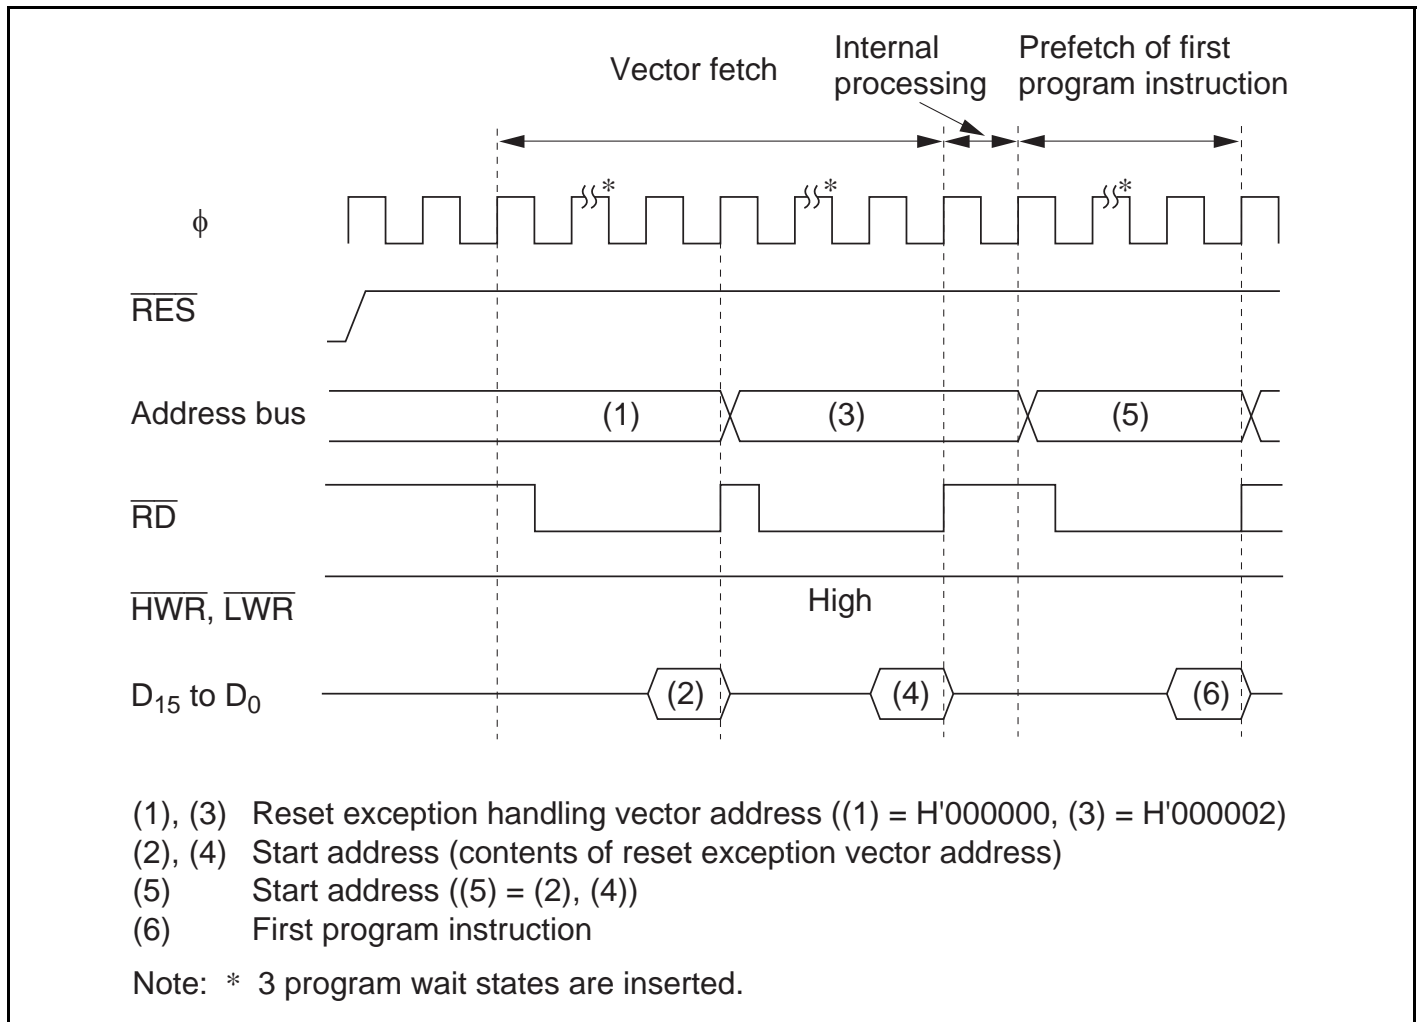 Vector fetch
Internal processing
Prefetch of first program instruction
* * *
ϕ
RES
Address bus
(1) (3) (5)
RD
HWR, LWR
High
D15 to D0
(2) (4) (6)
(1), (3) Reset exception handling vector address ((1) = H'000000, (3) = H'000002)
(2), (4) Start address (contents of reset exception vector address)
(5) Start address ((5) = (2), (4))
(6) First program instruction
Note: * 3 program wait states are inserted.